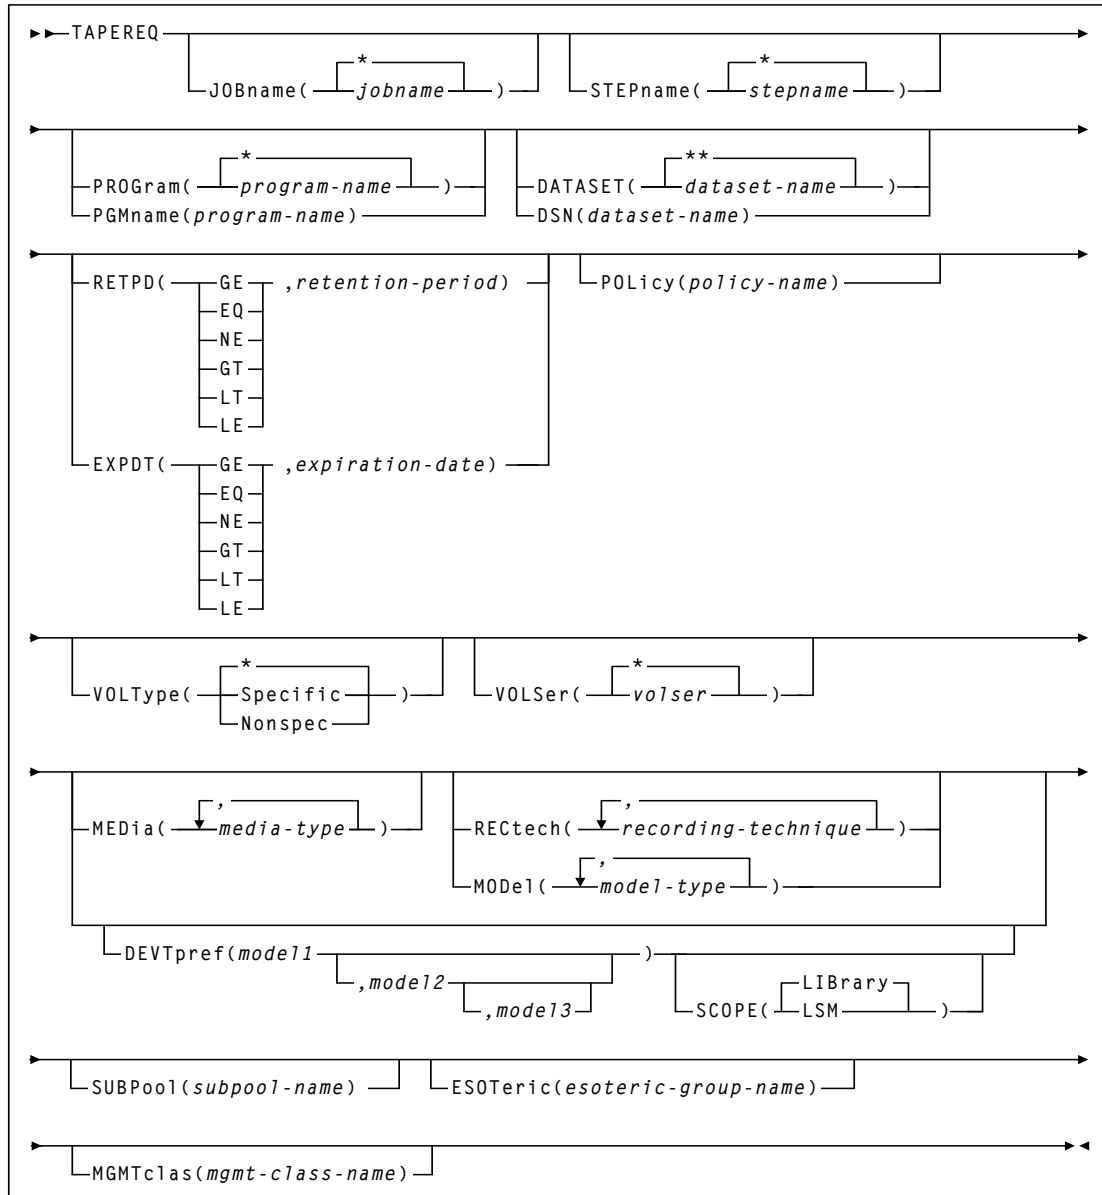 TAPEREQ
*
*
JOBname( jobname )
STEPname( stepname )
*
**
PROGram( program-name )
DATASET( dataset-name )
PGMname(program-name)
DSN(dataset-name)
RETPD( GE ,retention-period)
POLicy(policy-name)
EQ
NE
GT
LT
LE
EXPDT( GE ,expiration-date)
EQ
NE
GT
LT
LE
*
*
VOLType( Specific )
VOLSer( volser )
Nonspec
,
,
MEDia( media-type )
RECtech( recording-technique )
,
MODel( model-type )
DEVTpref(model1 )
,model2
LIBrary
,model3
SCOPE( LSM )
SUBPool(subpool-name)
ESOTeric(esoteric-group-name)
MGMTclas(mgmt-class-name)